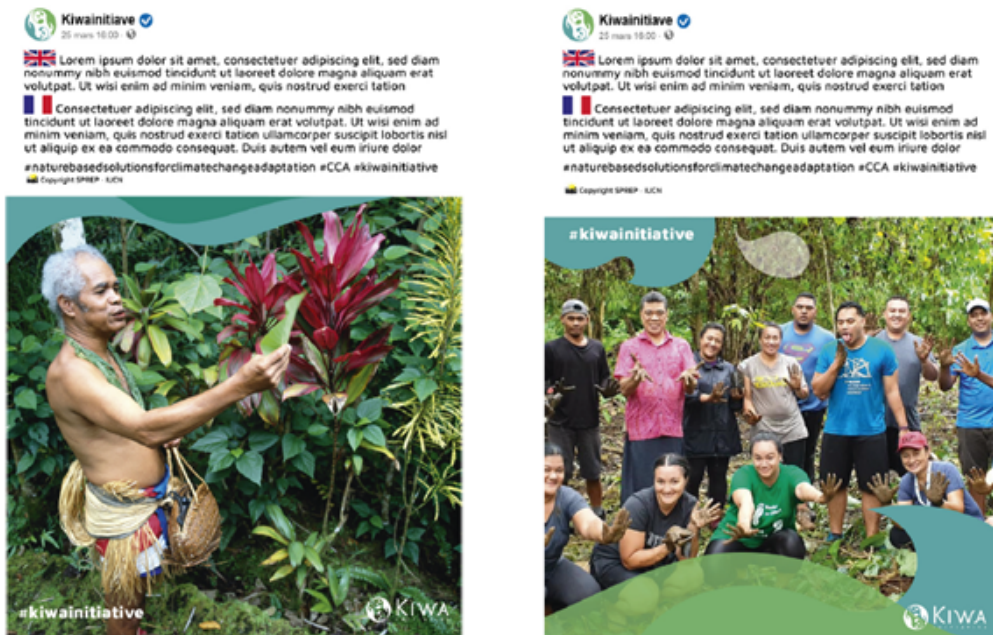 Kiwainitiave
25 mars 16:00
Lorem ipsum dolor sit amet, consectetuer adipiscing elit, sed diam
nonummy nibh euismod tincidunt ut laoreet dolore magna aliquam erat
volutpat. Ut wisi enim ad minim veniam, quis nostrud exerci tation
Consectetuer adipiscing elit, sed diam nonummy nibh euismod
tincidunt ut laoreet dolore magna aliquam erat volutpat. Ut wisi enim ad
minim veniam, quis nostrud exerci tation ullamcorper suscipit lobortis nisl
ut aliquip ex ea commodo consequat. Duis autem vel eum iriure dolor
#naturebasedsolutionsforclimatechangeadaptation #CCA #kiwainitiative
Copyright SPREP - IUCN
#kiwainitiative
KIWA
Kiwainitiave
25 mars 16:00
Lorem ipsum dolor sit amet, consectetuer adipiscing elit, sed diam
nonummy nibh euismod tincidunt ut laoreet dolore magna aliquam erat
volutpat. Ut wisi enim ad minim veniam, quis nostrud exerci tation
Consectetuer adipiscing elit, sed diam nonummy nibh euismod
tincidunt ut laoreet dolore magna aliquam erat volutpat. Ut wisi enim ad
minim veniam, quis nostrud exerci tation ullamcorper suscipit lobortis nisl
ut aliquip ex ea commodo consequat. Duis autem vel eum iriure dolor
#naturebasedsolutionsforclimatechangeadaptation #CCA #kiwainitiative
Copyright SPREP - IUCN
#kiwainitiative
KIWA